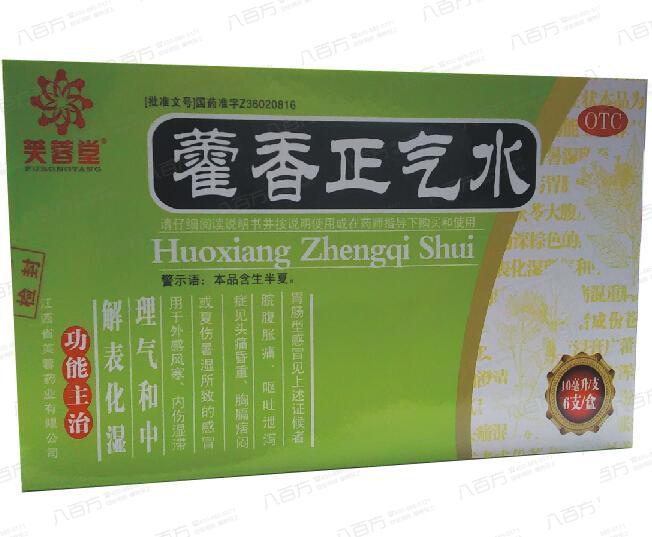 [批准文号]国药准字Z36020816
芙蓉堂®
FURONGTANG
藿香正气水
OTC
请仔细阅读说明书并按说明使用或在药师指导下购买和使用
Huoxiang Zhengqi Shui
警示语：本品含生半夏。
检封
江西省芙蓉药业有限公司
功能主治
解表化湿
理气和中
用于外感风寒、内伤湿滞
或夏伤暑湿所致的感冒
症见头痛昏重、胸膈痞闷
脘腹胀痛、呕吐泄泻
胃肠型感冒见上述证候者
10毫升/支
6支/盒
八百方